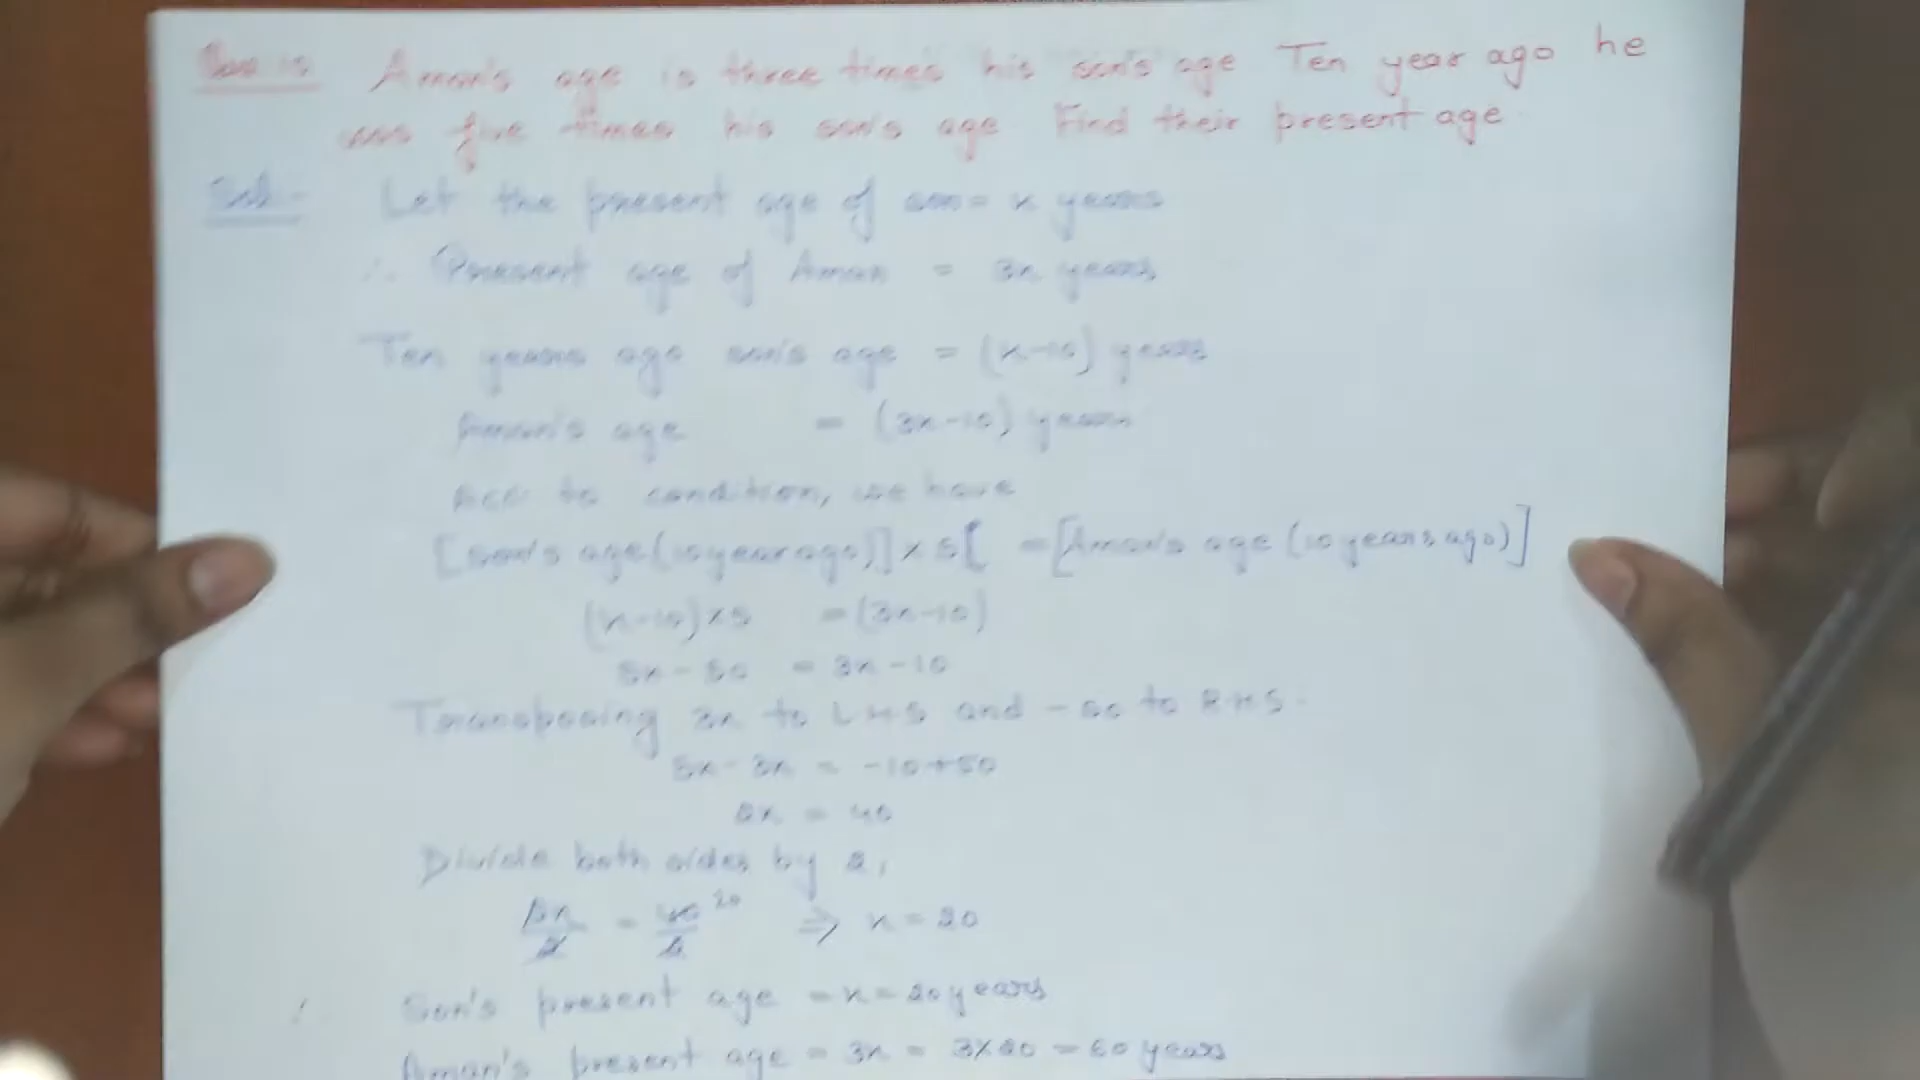 Aman's age is three times his son's age Ten year ago he
was five times his son's age Find their present age
Sol:-  Let the present age of son = x years
∴ Present age of Aman = 3x years
Ten years ago son's age = (x-10) years
Aman's age = (3x-10) years
Acc to condition, we have
[son's age (10 year ago)] x 5 [ = [Aman's age (10 years ago)]
(x-10) x 5 = (3x-10)
5x - 50 = 3x - 10
Transposing 3x to LHS and -50 to RHS.
5x - 3x = -10 + 50
2x = 40
Divide both sides by 2,
2x/2 = 40/2 20 ⇒ x = 20
Son's present age = x = 20 years
Aman's present age = 3x = 3x20 = 60 years